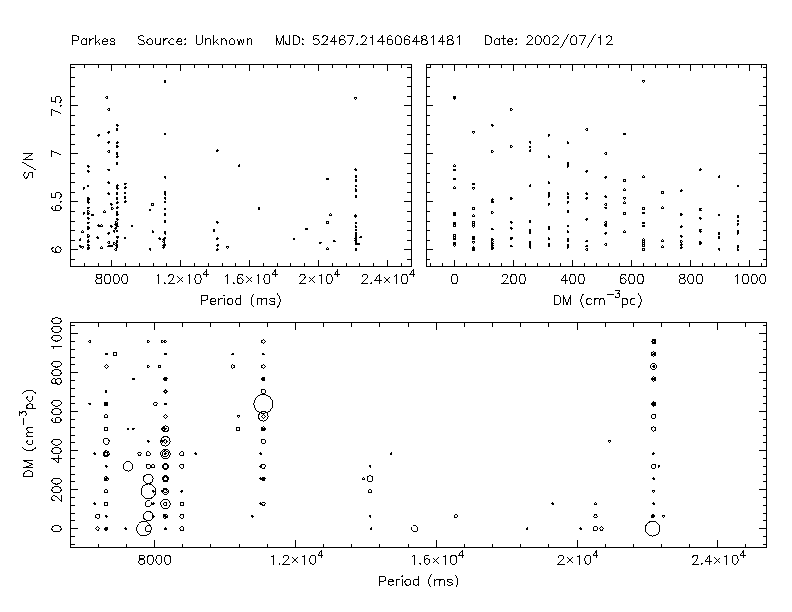 Parkes Source: Unknown MJD: 52467.214606481481 Date: 2002/07/12
S/N
7.5
7
6.5
6
8000 1.2×10⁴ 1.6×10⁴ 2×10⁴ 2.4×10⁴
Period (ms)
0 200 400 600 800 1000
DM (cm⁻³pc)
DM (cm⁻³pc)
1000
800
600
400
200
0
8000 1.2×10⁴ 1.6×10⁴ 2×10⁴ 2.4×10⁴
Period (ms)